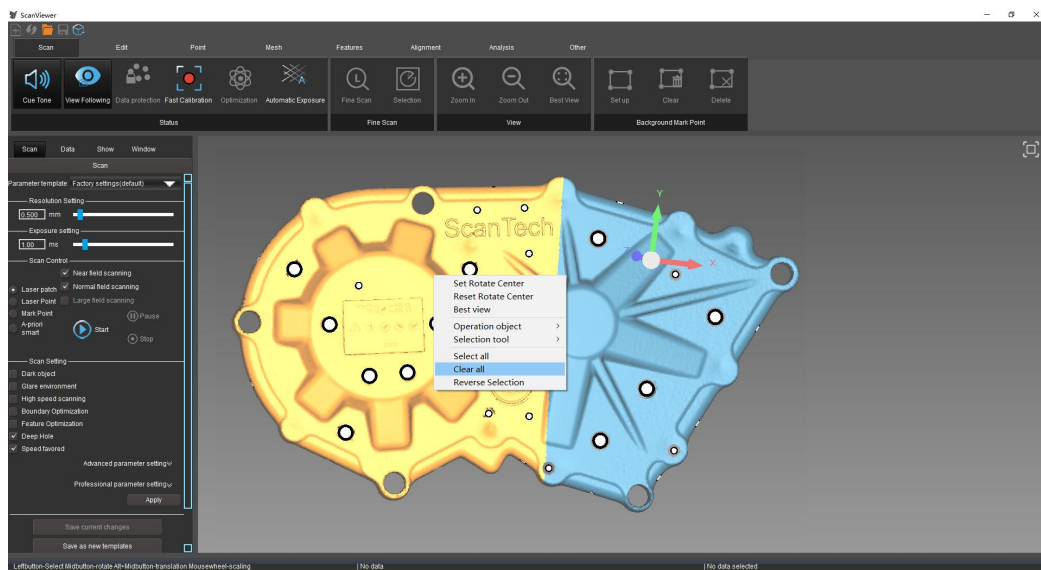 ScanViewer
Scan Edit Point Mesh Features Alignment Analysis Other
Cue Tone View Following Data protection Fast Calibration Optimization Automatic Exposure Fine Scan Selection Zoom In Zoom Out Best View Set up Clear Delete
Status Fine Scan View Background Mark Point
Scan Data Show Window
Scan
Parameter template Factory settings(default)
Resolution Setting
0.500 mm
Exposure setting
1.00 ms
Scan Control
Near field scanning
Laser patch Normal field scanning
Laser Point Large field scanning
Mark Point Pause
A-priori smart Start
Stop
Scan Setting
Dark object
Glare environment
High speed scanning
Boundary Optimization
Feature Optimization
Deep Hole
Speed favored
Advanced parameter setting
Professional parameter setting
Apply
Save current changes
Save as new templates
ScanTech
Y
Z
X
Set Rotate Center
Reset Rotate Center
Best view
Operation object
Selection tool
Select all
Clear all
Reverse Selection
Leftbutton-Select Midbutton-rotate Alt+Midbutton-translation Mousewheel-scaling | No data | No data selected